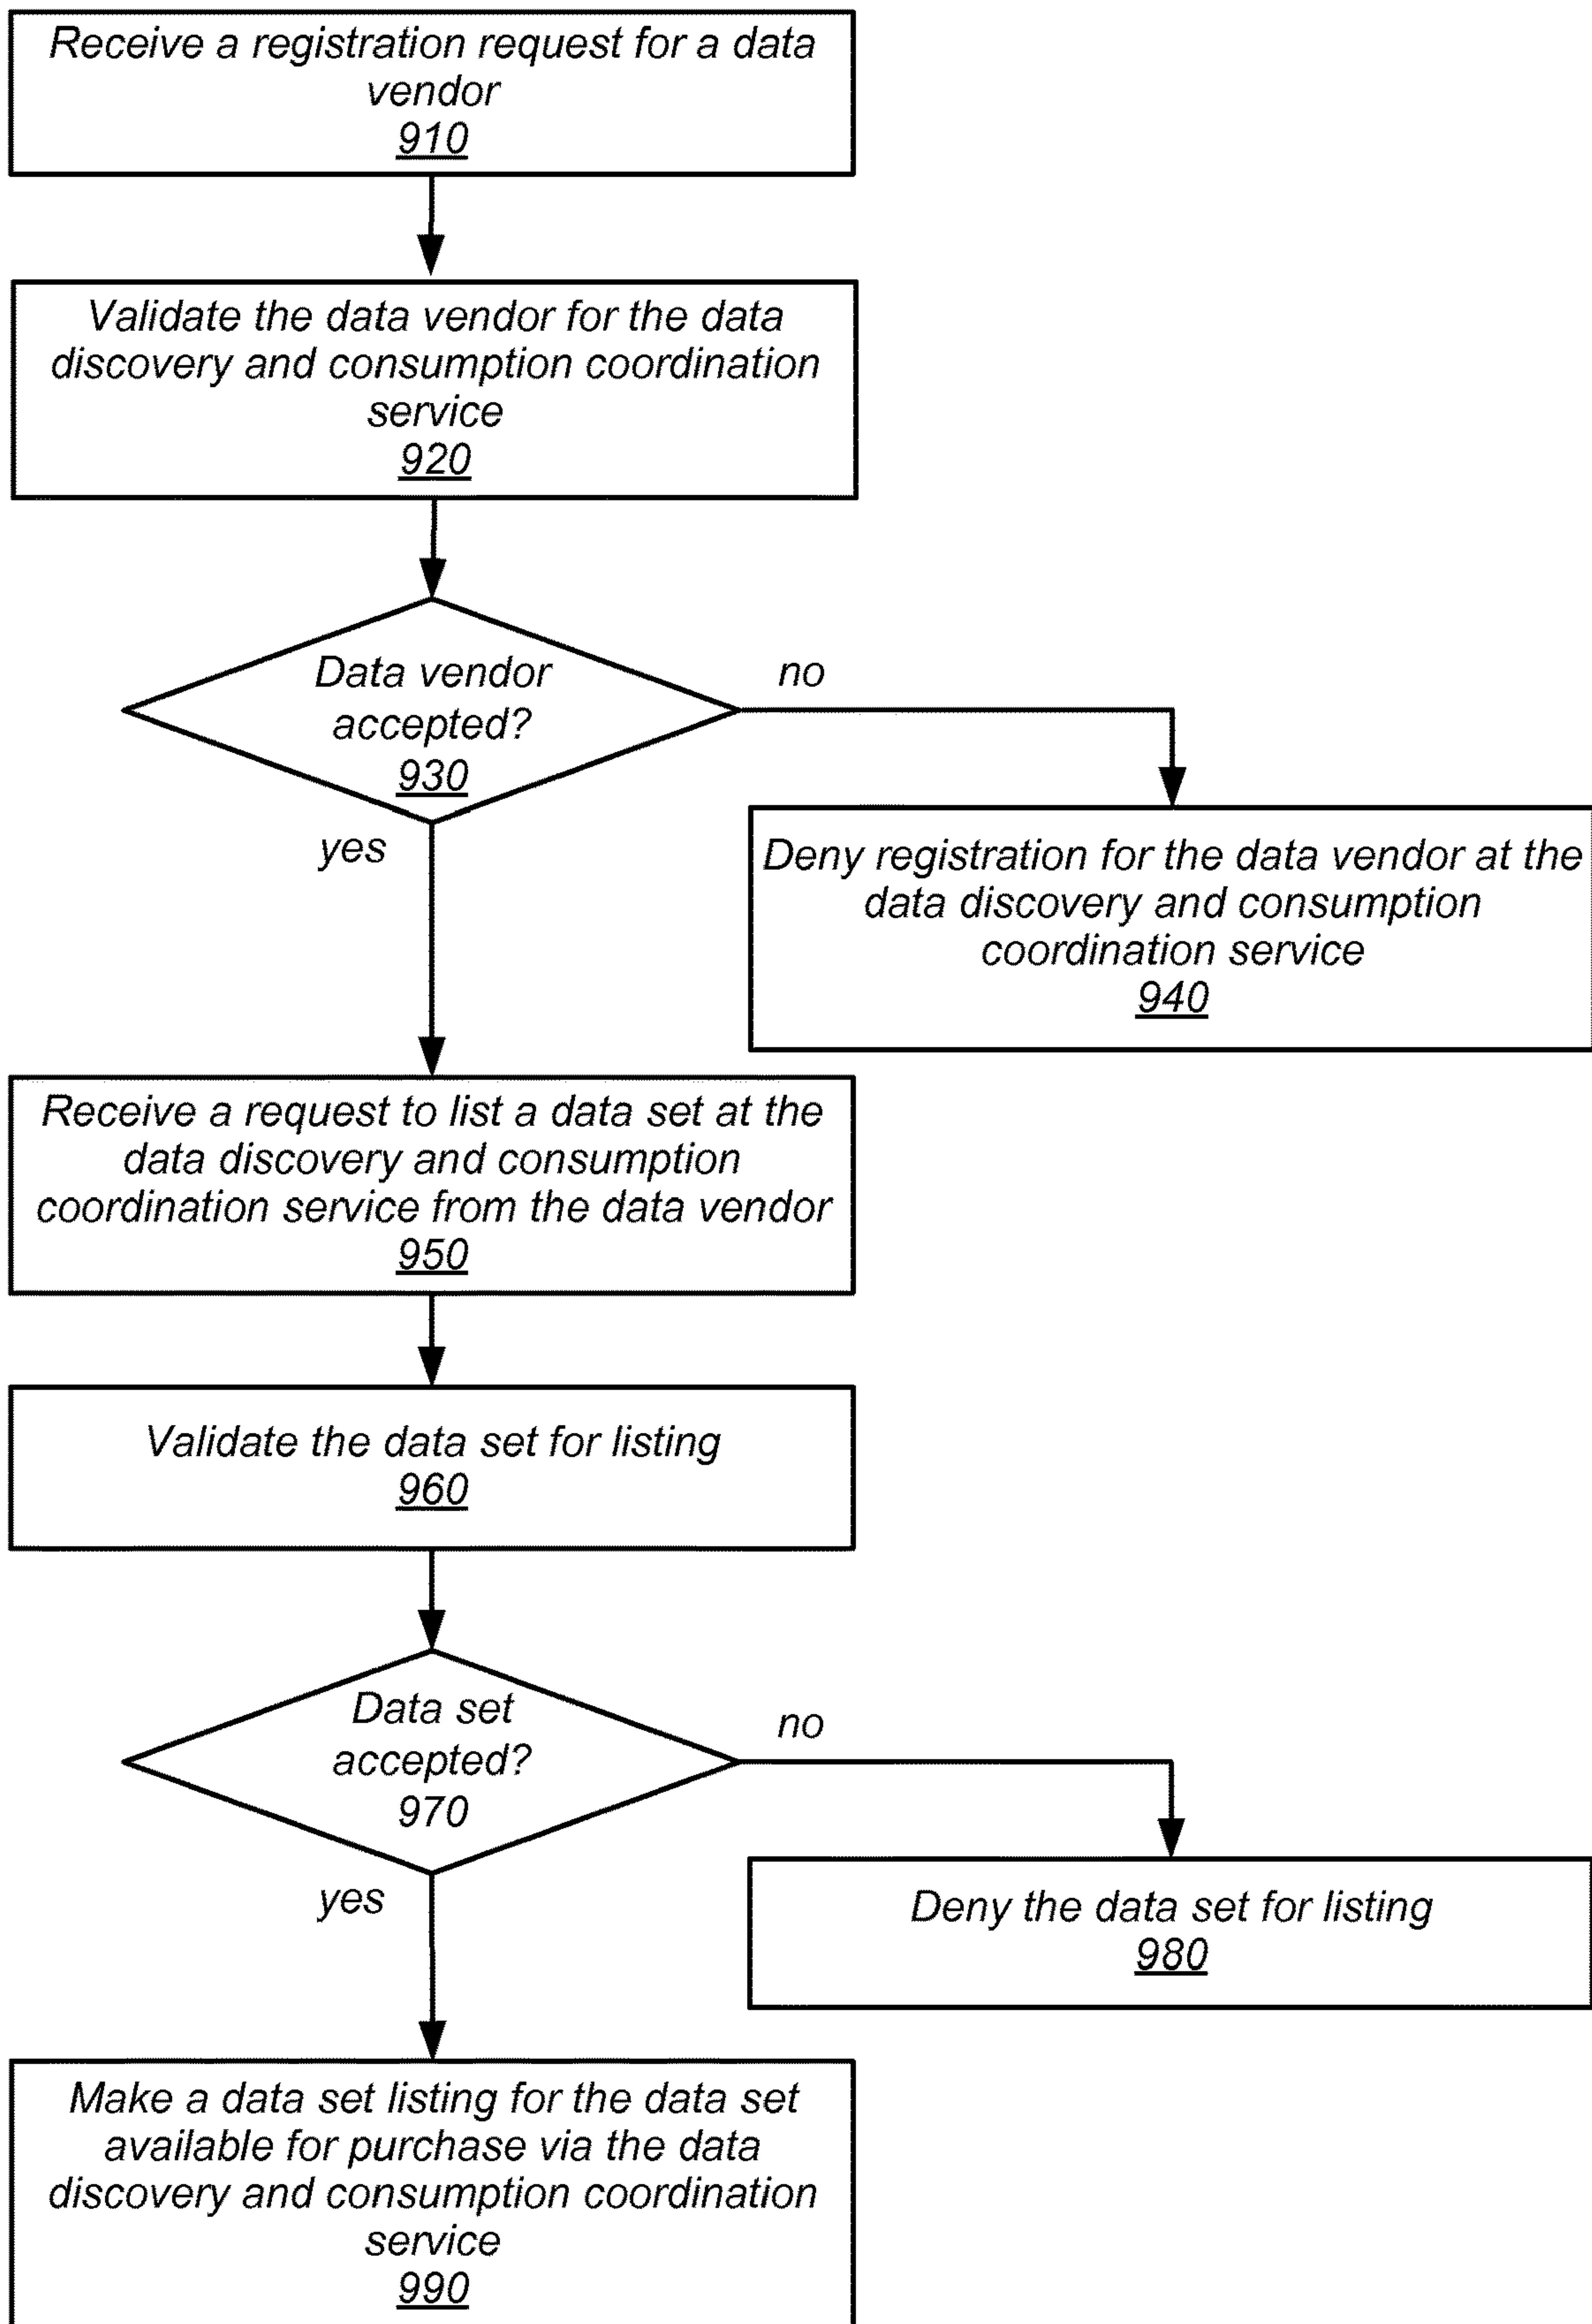 Receive a registration request for a data
vendor
910
Validate the data vendor for the data
discovery and consumption coordination
service
920
Data vendor
accepted?
930
no
yes
Deny registration for the data vendor at the
data discovery and consumption
coordination service
940
Receive a request to list a data set at the
data discovery and consumption
coordination service from the data vendor
950
Validate the data set for listing
960
Data set
accepted?
970
no
yes
Deny the data set for listing
980
Make a data set listing for the data set
available for purchase via the data
discovery and consumption coordination
service
990